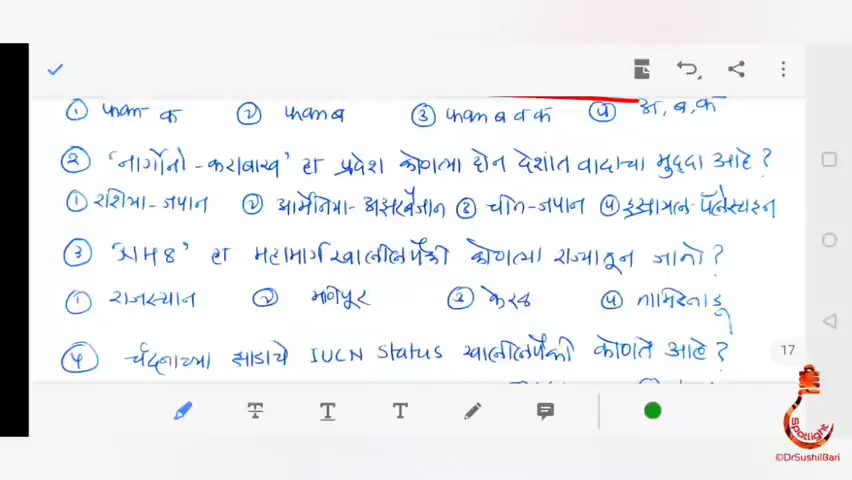 ① फक्त क ② फक्त ब ③ फक्त ब व क ④ अ, ब, क
② 'नागोर्नो - काराबाख' हा प्रदेश कोणत्या दोन देशांत वादाचा मुद्दा आहे ?
① रशिया - जपान ② आर्मेनिया - अझरबैजान ③ चीन - जपान ④ इस्रायल - पॅलेस्टाइन
③ 'AH8' हा महामार्ग खालीलपैकी कोणत्या राज्यातून जातो ?
① राजस्थान ② मणिपूर ③ केरळ ④ तामिळनाडू
④ चंदनाच्या झाडाचे IUCN Status खालीलपैकी कोणते आहे ?
17
Spotlight
©DrSushilBari